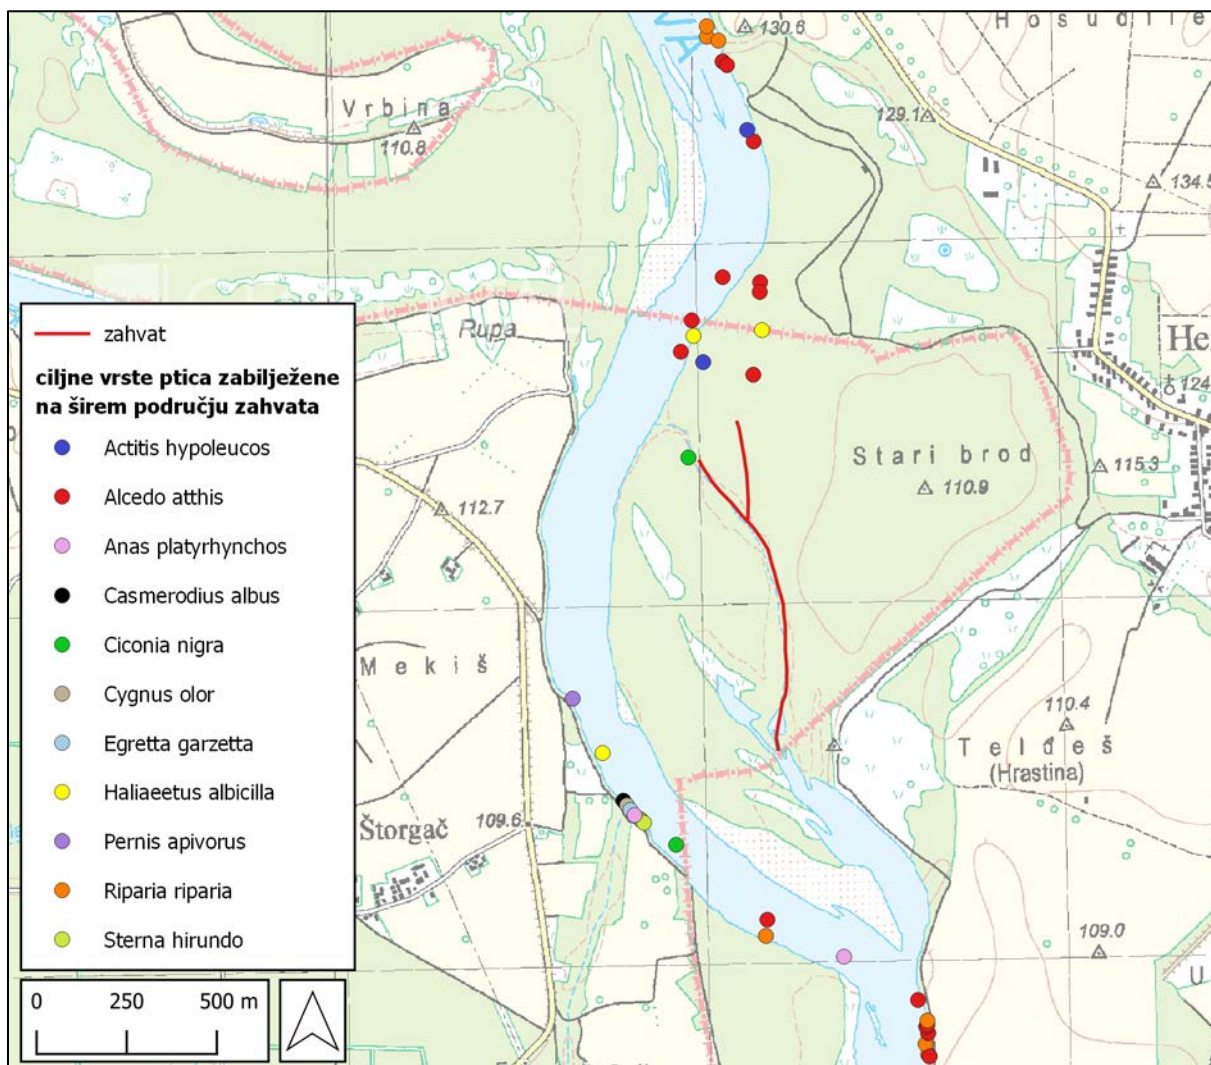 VA
130.6
Hosudile
Vrbina
110.8
129.1
134.5
Rupa
He
124
zahvat
ciljne vrste ptica zabilježene
na širem području zahvata
Actitis hypoleucos
Alcedo atthis
Anas platyrhynchos
Casmerodius albus
Ciconia nigra
Cygnus olor
Egretta garzetta
Haliaeetus albicilla
Pernis apivorus
Riparia riparia
Sterna hirundo
0 250 500 m
Stari brod
110.9
115.3
112.7
Mekiš
110.4
Telđeš
(Hrastina)
Štorgač
109.6
109.0
U